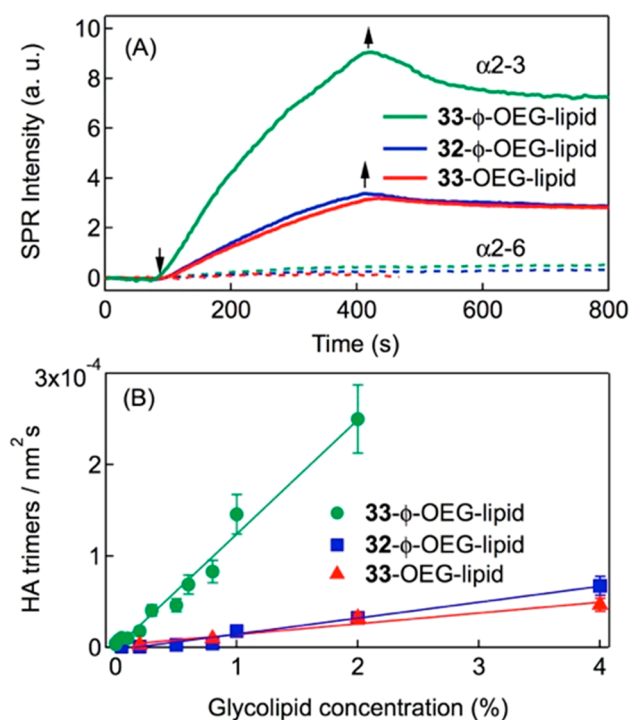 (A)
10
8
6
4
2
0
SPR Intensity (a. u.)
α2-3
33-ϕ-OEG-lipid
32-ϕ-OEG-lipid
33-OEG-lipid
α2-6
0 200 400 600 800
Time (s)
(B)
3x10⁻⁴
2
1
0
HA trimers / nm² s
33-ϕ-OEG-lipid
32-ϕ-OEG-lipid
33-OEG-lipid
0 1 2 3 4
Glycolipid concentration (%)